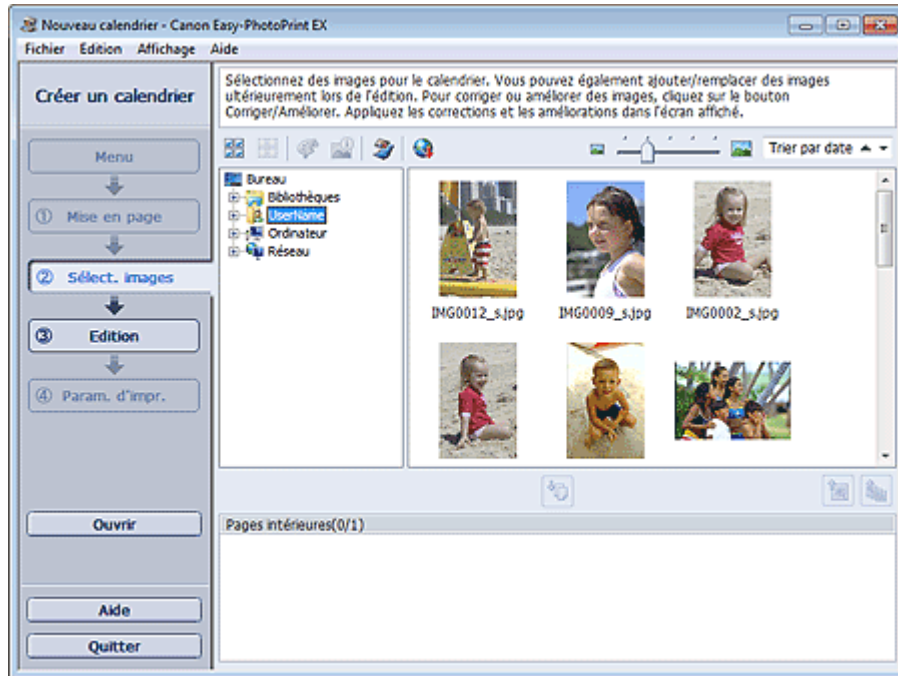 Nouveau calendrier - Canon Easy-PhotoPrint EX
Fichier Edition Affichage Aide
Créer un calendrier
Sélectionnez des images pour le calendrier. Vous pouvez également ajouter/remplacer des images
ultérieurement lors de l'édition. Pour corriger ou améliorer des images, cliquez sur le bouton
Corriger/Améliorer. Appliquez les corrections et les améliorations dans l'écran affiché.
Menu
① Mise en page
② Sélect. images
③ Edition
④ Param. d'impr.
Ouvrir
Aide
Quitter
Trier par date
Bureau
Bibliothèques
UserName
Ordinateur
Réseau
IMG0012_s.jpg
IMG0009_s.jpg
IMG0002_s.jpg
Pages intérieures(0/1)